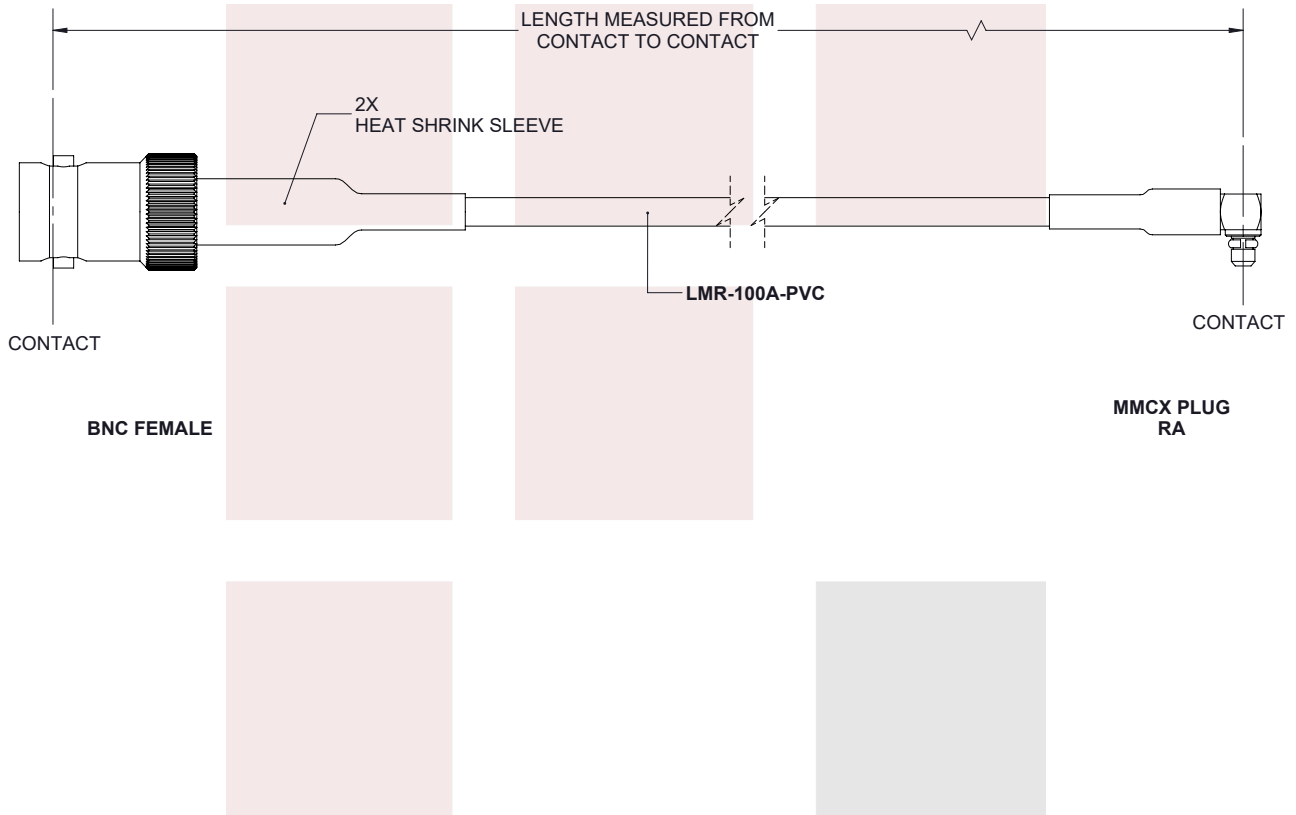 LENGTH MEASURED FROM
CONTACT TO CONTACT
2X
HEAT SHRINK SLEEVE
LMR-100A-PVC
CONTACT
CONTACT
BNC FEMALE
MMCX PLUG
RA